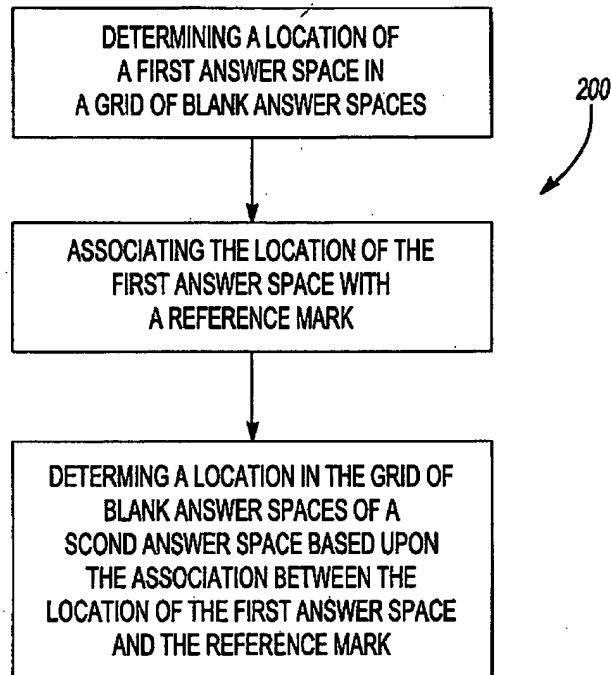 DETERMINING A LOCATION OF
A FIRST ANSWER SPACE IN
A GRID OF BLANK ANSWER SPACES
200
ASSOCIATING THE LOCATION OF THE
FIRST ANSWER SPACE WITH
A REFERENCE MARK
DETERMING A LOCATION IN THE GRID OF
BLANK ANSWER SPACES OF A
SCOND ANSWER SPACE BASED UPON
THE ASSOCIATION BETWEEN THE
LOCATION OF THE FIRST ANSWER SPACE
AND THE REFERENCE MARK